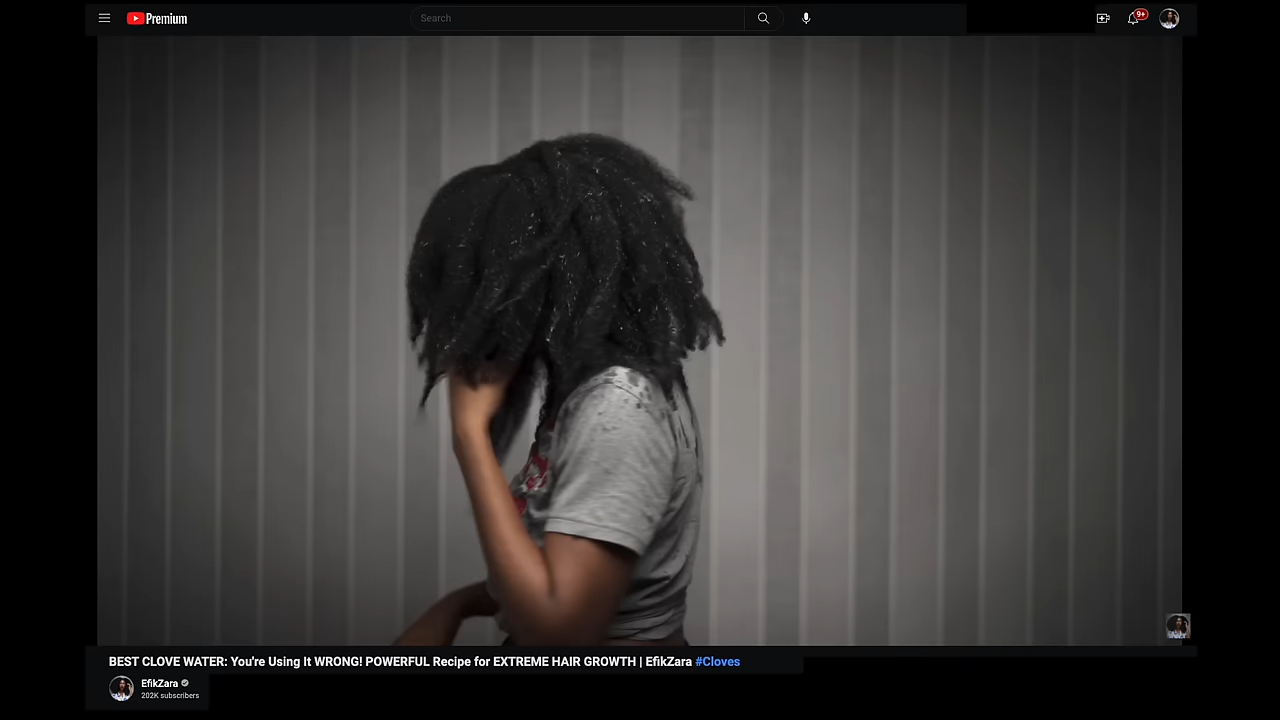 Premium
Search
9+
BEST CLOVE WATER: You're Using It WRONG! POWERFUL Recipe for EXTREME HAIR GROWTH | EfikZara #Cloves
EfikZara
202K subscribers